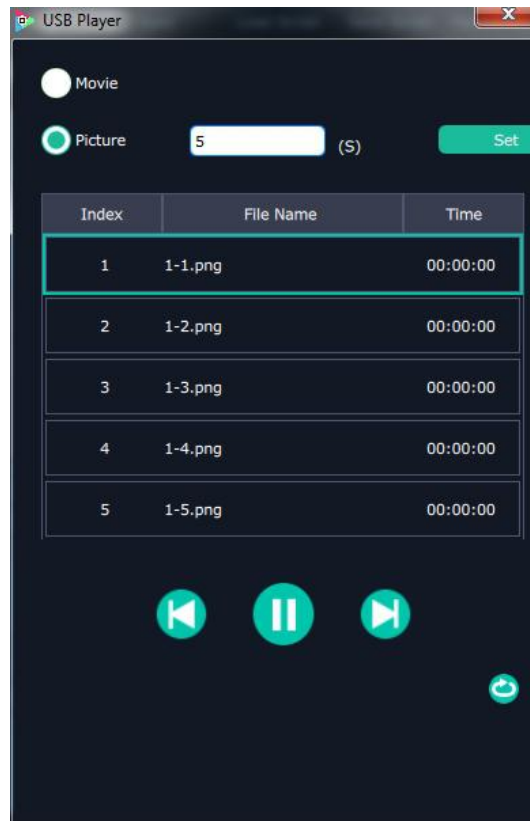 USB Player
X
Movie
Picture 5 (S) Set
Index File Name Time
1 1-1.png 00:00:00
2 1-2.png 00:00:00
3 1-3.png 00:00:00
4 1-4.png 00:00:00
5 1-5.png 00:00:00